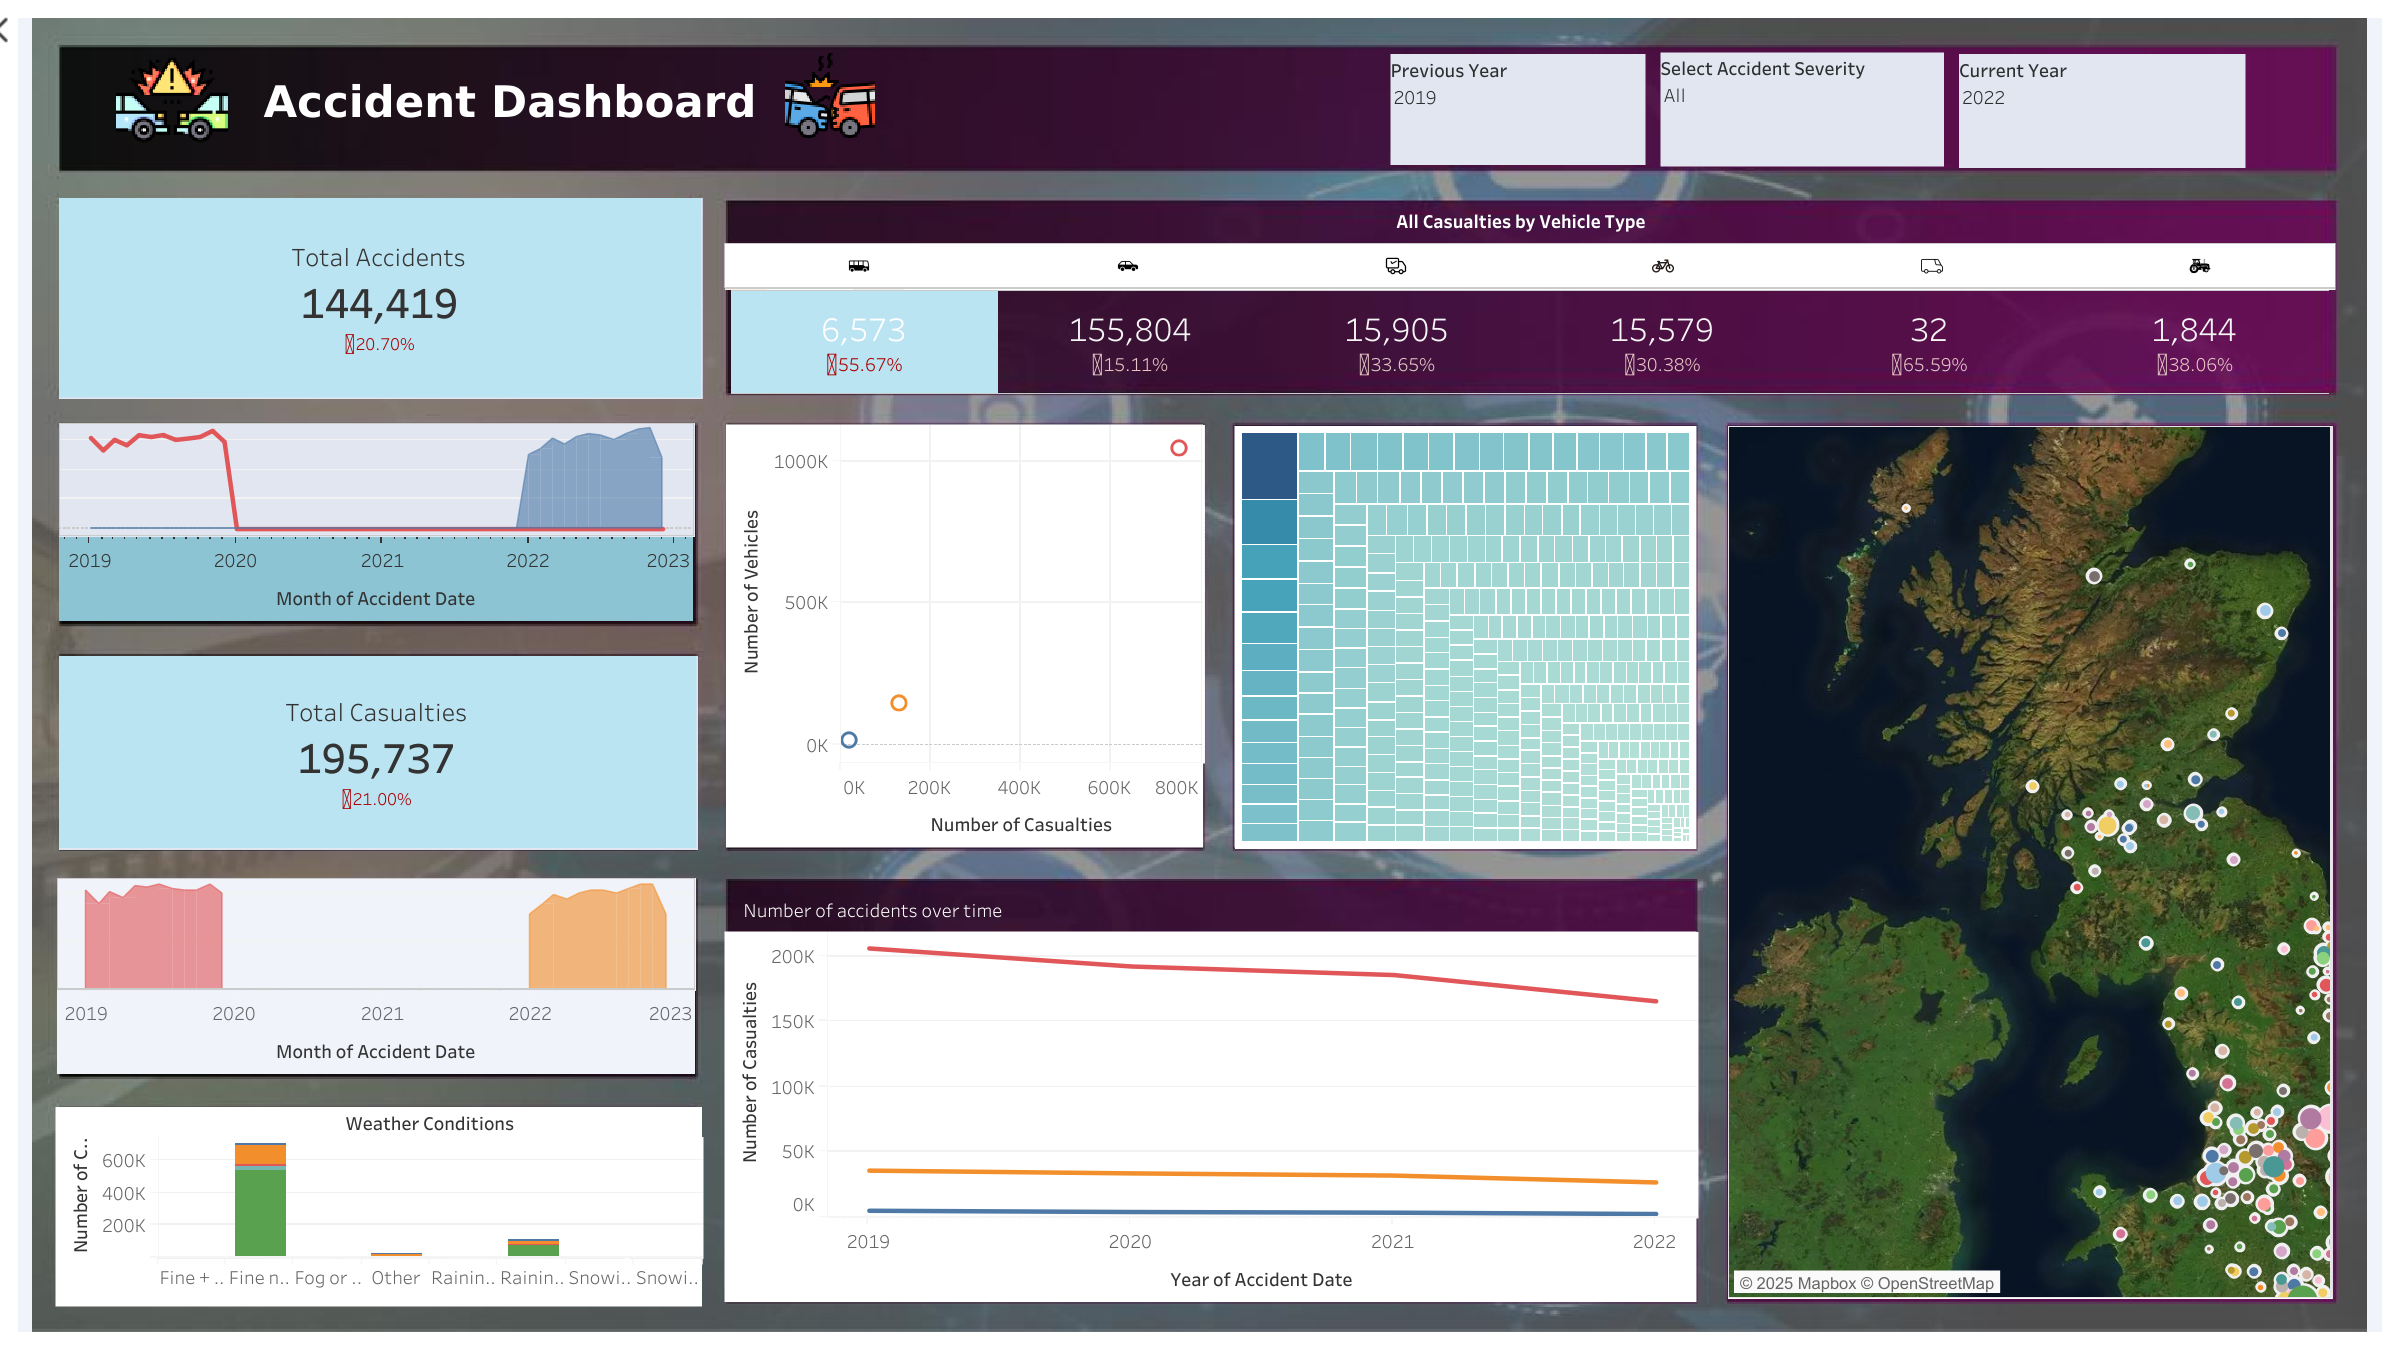 Accident Dashboard
Previous Year
2019
Select Accident Severity
All
Current Year
2022
Total Accidents
144,419
20.70%
All Casualties by Vehicle Type
6,573
55.67%
155,804
15.11%
15,905
33.65%
15,579
30.38%
32
65.59%
1,844
38.06%
2019 2020 2021 2022 2023
Month of Accident Date
Total Casualties
195,737
21.00%
2019 2020 2021 2022 2023
Month of Accident Date
Weather Conditions
Number of C..
600K
400K
200K
Fine + .. Fine n.. Fog or .. Other Rainin.. Rainin.. Snowi.. Snowi..
Number of Vehicles
1000K
500K
0K
0K 200K 400K 600K 800K
Number of Casualties
Number of accidents over time
Number of Casualties
200K
150K
100K
50K
0K
2019 2020 2021 2022
Year of Accident Date
© 2025 Mapbox © OpenStreetMap